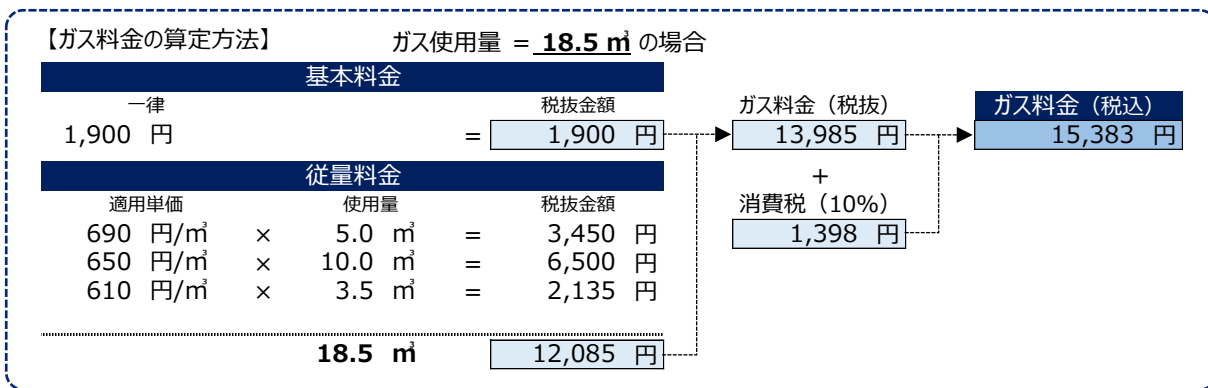 【ガス料金の算定方法】 ガス使用量 = 18.5 ㎥ の場合
基本料金
一律 税抜金額 ガス料金（税抜） ガス料金（税込）
1,900 円 = 1,900 円 13,985 円 15,383 円
従量料金 +
適用単価 使用量 税抜金額 消費税（10%）
690 円/㎥ × 5.0 ㎥ = 3,450 円 1,398 円
650 円/㎥ × 10.0 ㎥ = 6,500 円
610 円/㎥ × 3.5 ㎥ = 2,135 円
18.5 ㎥ 12,085 円